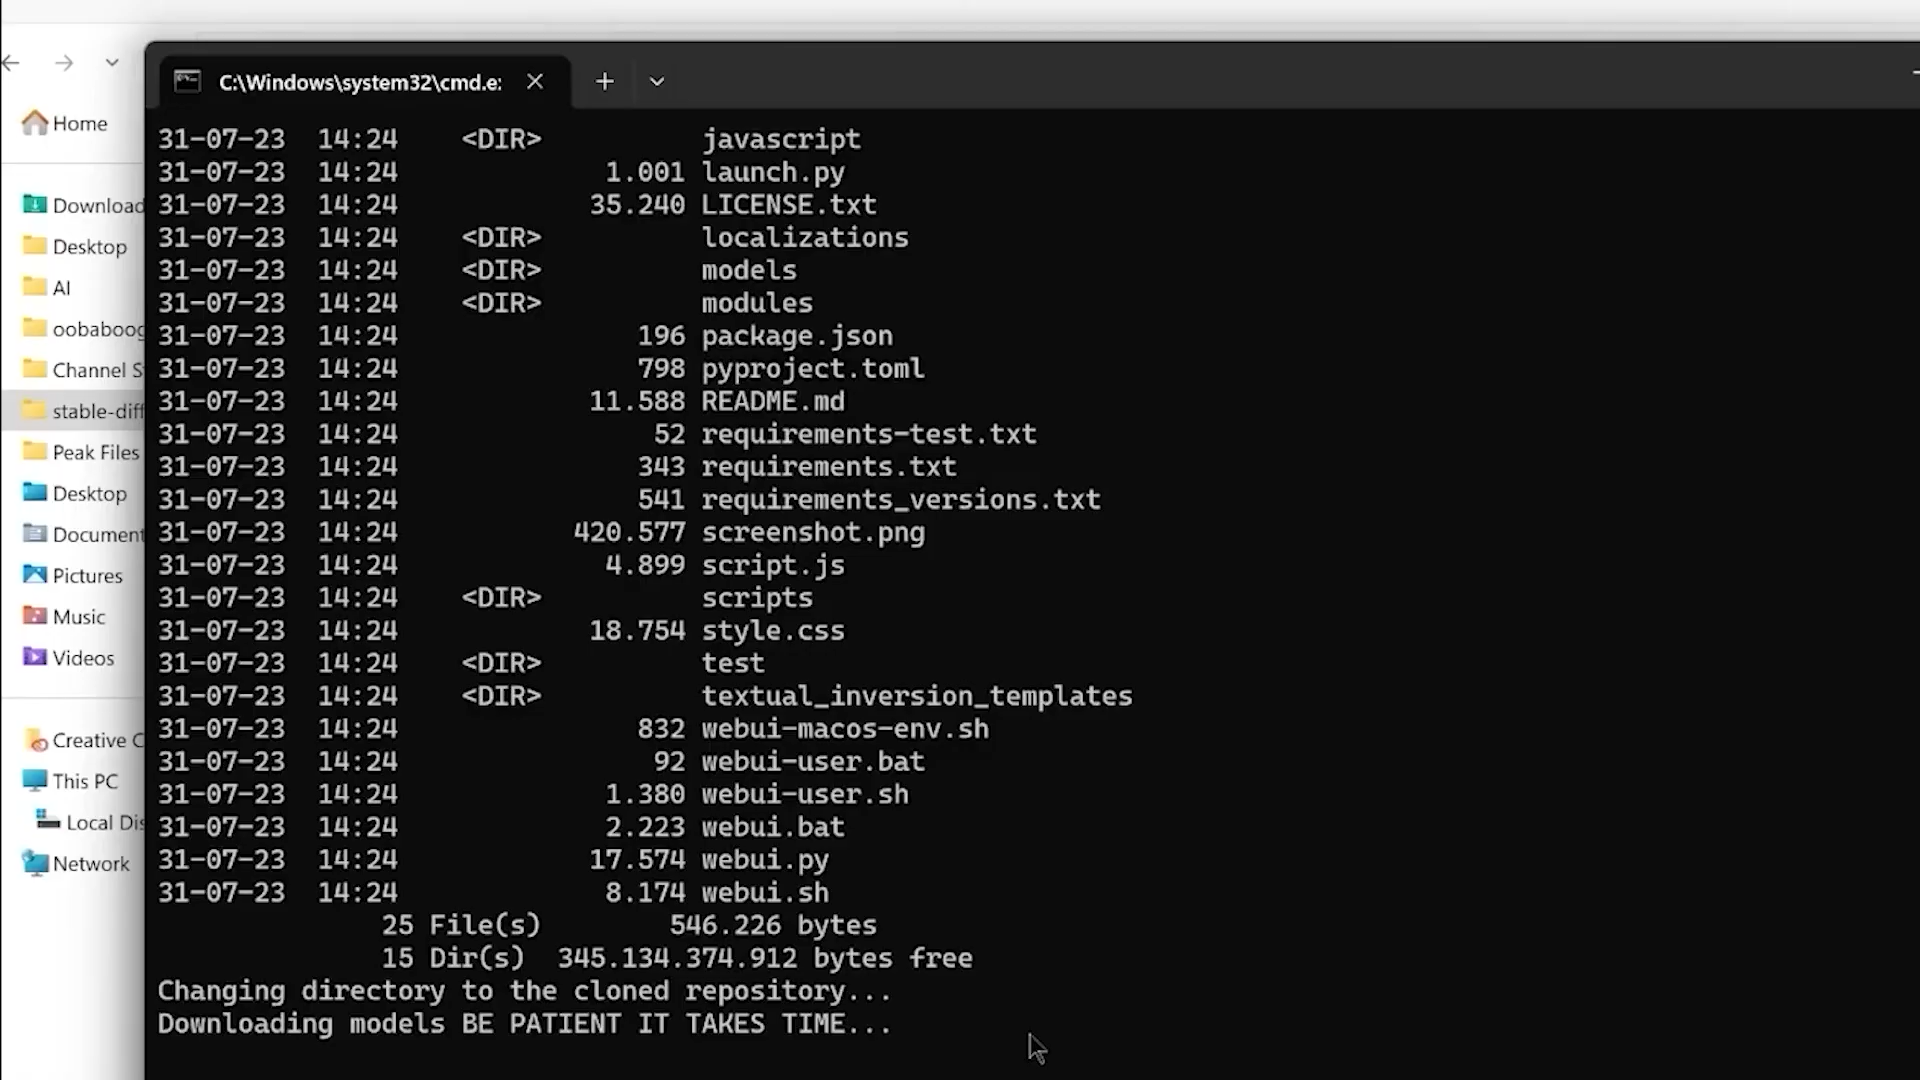 C:\Windows\system32\cmd.e:
Home
Download
Desktop
AI
oobaboog
Channel S
stable-diff
Peak Files
Desktop
Document
Pictures
Music
Videos
Creative C
This PC
Local Dis
Network
31-07-23 14:24 <DIR> javascript
31-07-23 14:24 1.001 launch.py
31-07-23 14:24 35.240 LICENSE.txt
31-07-23 14:24 <DIR> localizations
31-07-23 14:24 <DIR> models
31-07-23 14:24 <DIR> modules
31-07-23 14:24 196 package.json
31-07-23 14:24 798 pyproject.toml
31-07-23 14:24 11.588 README.md
31-07-23 14:24 52 requirements-test.txt
31-07-23 14:24 343 requirements.txt
31-07-23 14:24 541 requirements_versions.txt
31-07-23 14:24 420.577 screenshot.png
31-07-23 14:24 4.899 script.js
31-07-23 14:24 <DIR> scripts
31-07-23 14:24 18.754 style.css
31-07-23 14:24 <DIR> test
31-07-23 14:24 <DIR> textual_inversion_templates
31-07-23 14:24 832 webui-macos-env.sh
31-07-23 14:24 92 webui-user.bat
31-07-23 14:24 1.380 webui-user.sh
31-07-23 14:24 2.223 webui.bat
31-07-23 14:24 17.574 webui.py
31-07-23 14:24 8.174 webui.sh
25 File(s) 546.226 bytes
15 Dir(s) 345.134.374.912 bytes free
Changing directory to the cloned repository...
Downloading models BE PATIENT IT TAKES TIME...